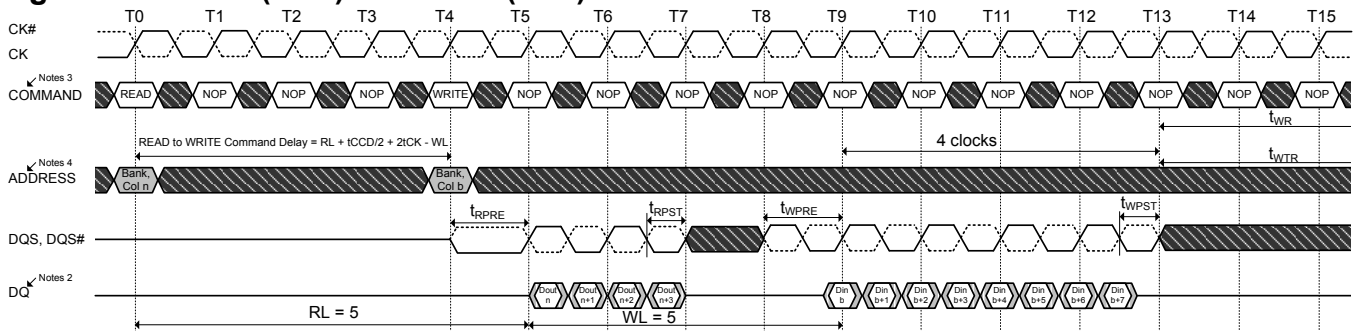 T0 T1 T2 T3 T4 T5 T6 T7 T8 T9 T10 T11 T12 T13 T14 T15
CK#
CK
Notes 3
COMMAND READ NOP NOP NOP WRITE NOP NOP NOP NOP NOP NOP NOP NOP NOP NOP NOP
tWR
READ to WRITE Command Delay = RL + tCCD/2 + 2tCK - WL
4 clocks
tWTR
Notes 4
ADDRESS
Bank, Col n
Bank, Col b
tRPRE tRPST tWPRE tWPST
DQS, DQS#
Notes 2
DQ
Dout n Dout n+1 Dout n+2 Dout n+3 Din b Din b+1 Din b+2 Din b+3 Din b+4 Din b+5 Din b+6 Din b+7
RL = 5 WL = 5